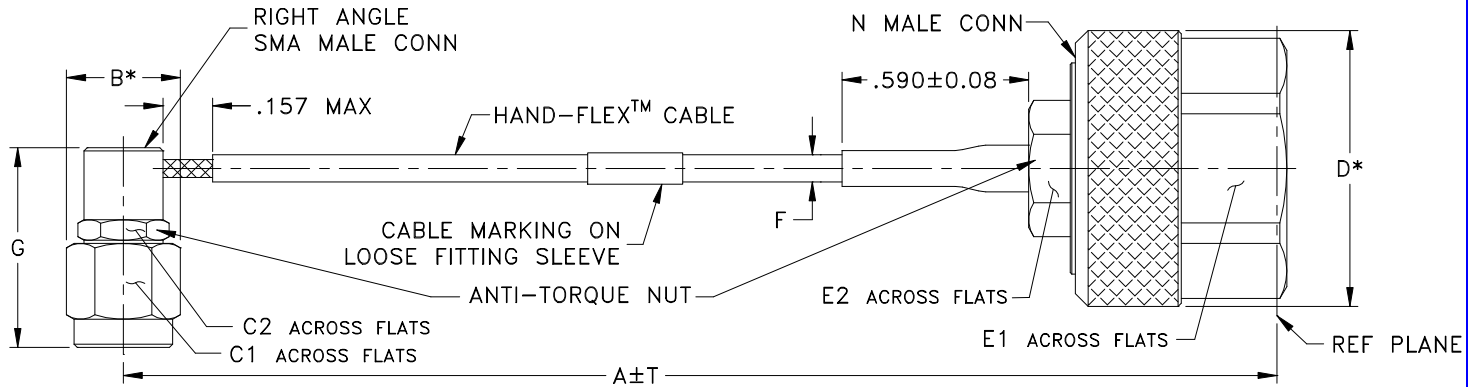 RIGHT ANGLE
SMA MALE CONN
N MALE CONN
B*
.590±0.08
.157 MAX
HAND-FLEX™ CABLE
D*
F
G
CABLE MARKING ON
LOOSE FITTING SLEEVE
ANTI-TORQUE NUT
E2 ACROSS FLATS
C2 ACROSS FLATS
C1 ACROSS FLATS
E1 ACROSS FLATS
REF PLANE
A±T